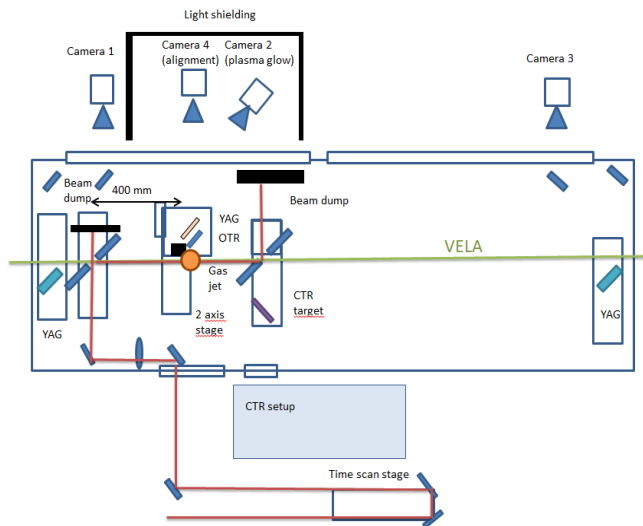 Light shielding
Camera 1
Camera 4
(alignment)
Camera 2
(plasma glow)
Camera 3
Beam
dump
400 mm
YAG
OTR
Beam dump
VELA
Gas
jet
2 axis
stage
CTR
target
YAG
YAG
CTR setup
Time scan stage